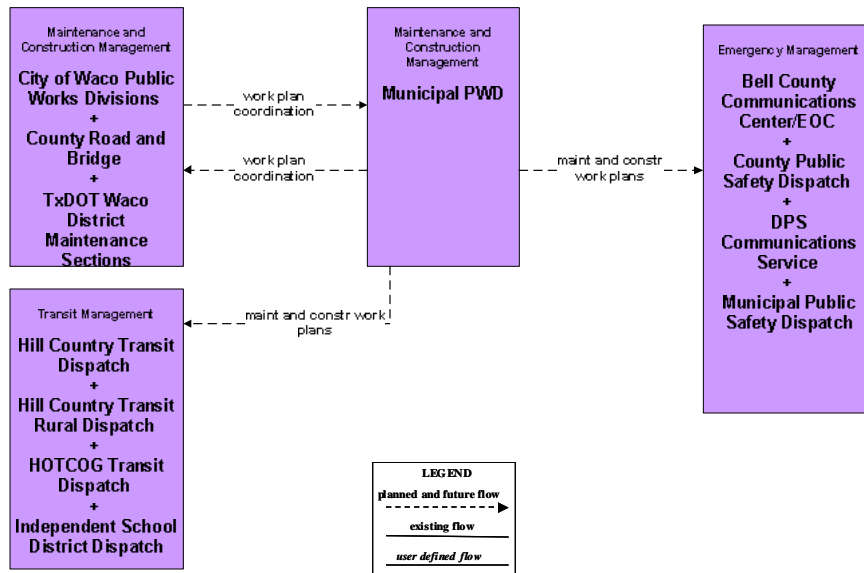 Maintenance and
Construction Management
City of Waco Public
Works Divisions
+
County Road and
Bridge
+
TxDOT Waco
District
Maintenance
Sections
work plan
coordination
work plan
coordination
Maintenance and
Construction
Management
Municipal PWD
maint and constr
work plans
Emergency Management
Bell County
Communications
Center/EOC
+
County Public
Safety Dispatch
+
DPS
Communications
Service
+
Municipal Public
Safety Dispatch
Transit Management
Hill Country Transit
Dispatch
+
Hill Country Transit
Rural Dispatch
+
HOTCOG Transit
Dispatch
+
Independent School
District Dispatch
maint and constr work
plans
LEGEND
planned and future flow
existing flow
user defined flow